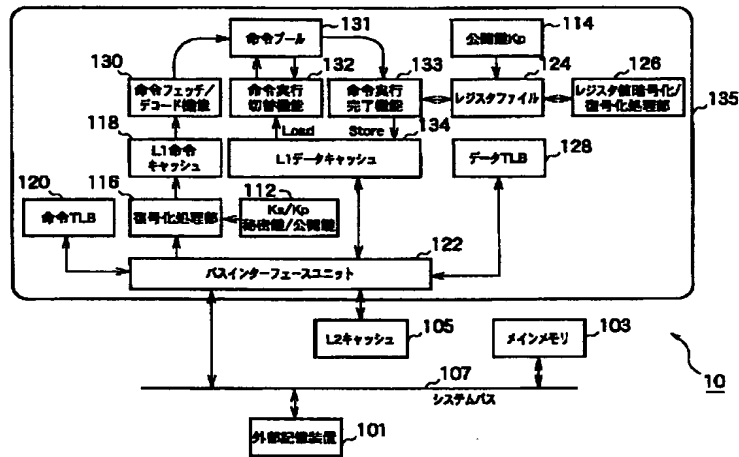 131
命令プール
114
公開鍵Kp
130
命令フェッチ/
デコード機能
132
命令実行
切替機能
133
命令実行
完了機能
124
レジスタファイル
126
レジスタ値暗号化/
復号化処理部
135
118
L1命令
キャッシュ
Load
Store
134
L1データキャッシュ
データTLB
128
120
命令TLB
116
復号化処理部
112
Ks/Kp
秘密鍵/公開鍵
122
バスインターフェースユニット
L2キャッシュ
105
メインメモリ
103
107
システムバス
10
外部記憶装置
101